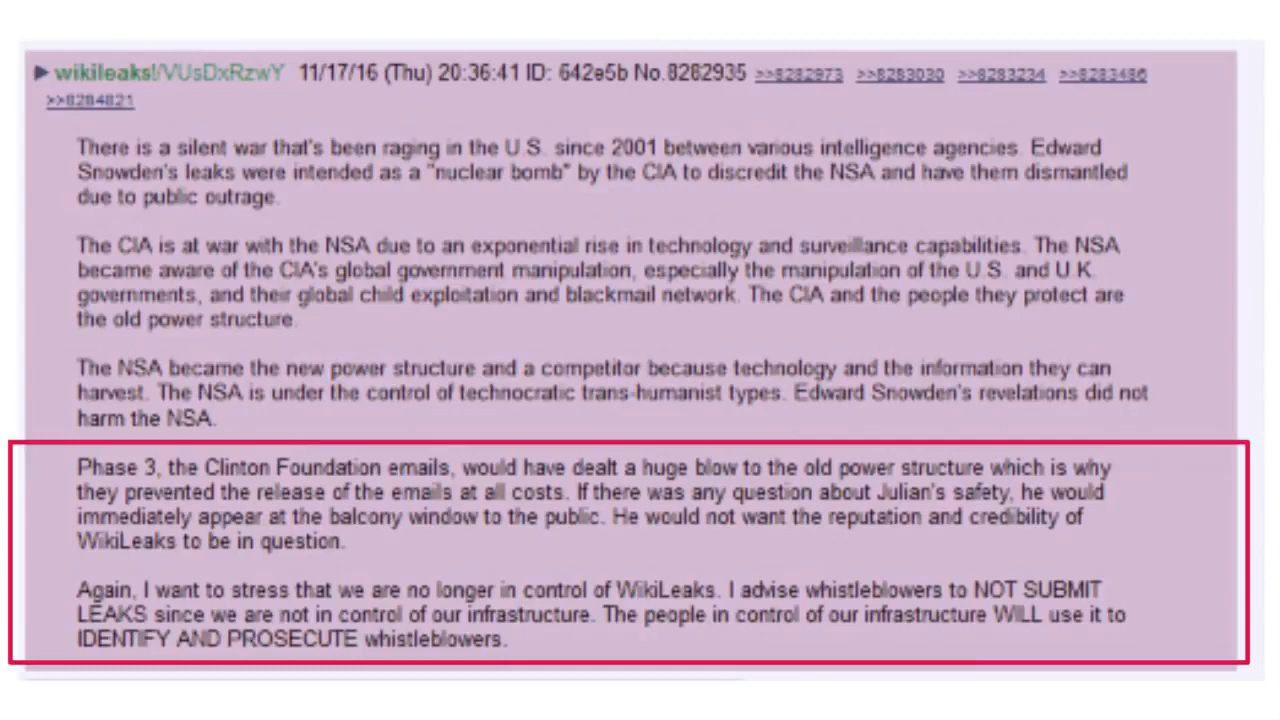 ▶ wikileaks!/VUsDxRzwY 11/17/16 (Thu) 20:36:41 ID: 642e5b No.8282935 >>8282973 >>8283030 >>8283234 >>8283486
>>8284821
There is a silent war that's been raging in the U.S. since 2001 between various intelligence agencies. Edward
Snowden's leaks were intended as a "nuclear bomb" by the CIA to discredit the NSA and have them dismantled
due to public outrage.
The CIA is at war with the NSA due to an exponential rise in technology and surveillance capabilities. The NSA
became aware of the CIA's global government manipulation, especially the manipulation of the U.S. and U.K.
governments, and their global child exploitation and blackmail network. The CIA and the people they protect are
the old power structure.
The NSA became the new power structure and a competitor because technology and the information they can
harvest. The NSA is under the control of technocratic trans-humanist types. Edward Snowden's revelations did not
harm the NSA.
Phase 3, the Clinton Foundation emails, would have dealt a huge blow to the old power structure which is why
they prevented the release of the emails at all costs. If there was any question about Julian's safety, he would
immediately appear at the balcony window to the public. He would not want the reputation and credibility of
WikiLeaks to be in question.
Again, I want to stress that we are no longer in control of WikiLeaks. I advise whistleblowers to NOT SUBMIT
LEAKS since we are not in control of our infrastructure. The people in control of our infrastructure WILL use it to
IDENTIFY AND PROSECUTE whistleblowers.